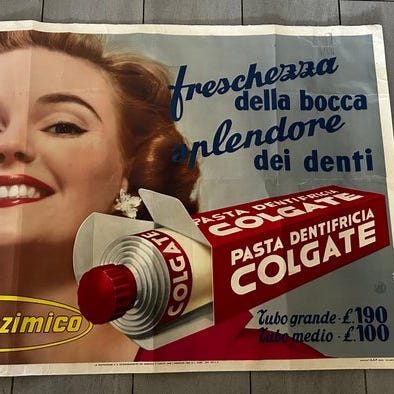 freschezza
della bocca
splendore
dei denti
PASTA DENTIFRICIA
COLGATE
PASTA DENTIFRICIA
COLGATE
COLGATE
zimico
Tubo grande · £. 190
Tubo medio · £. 100